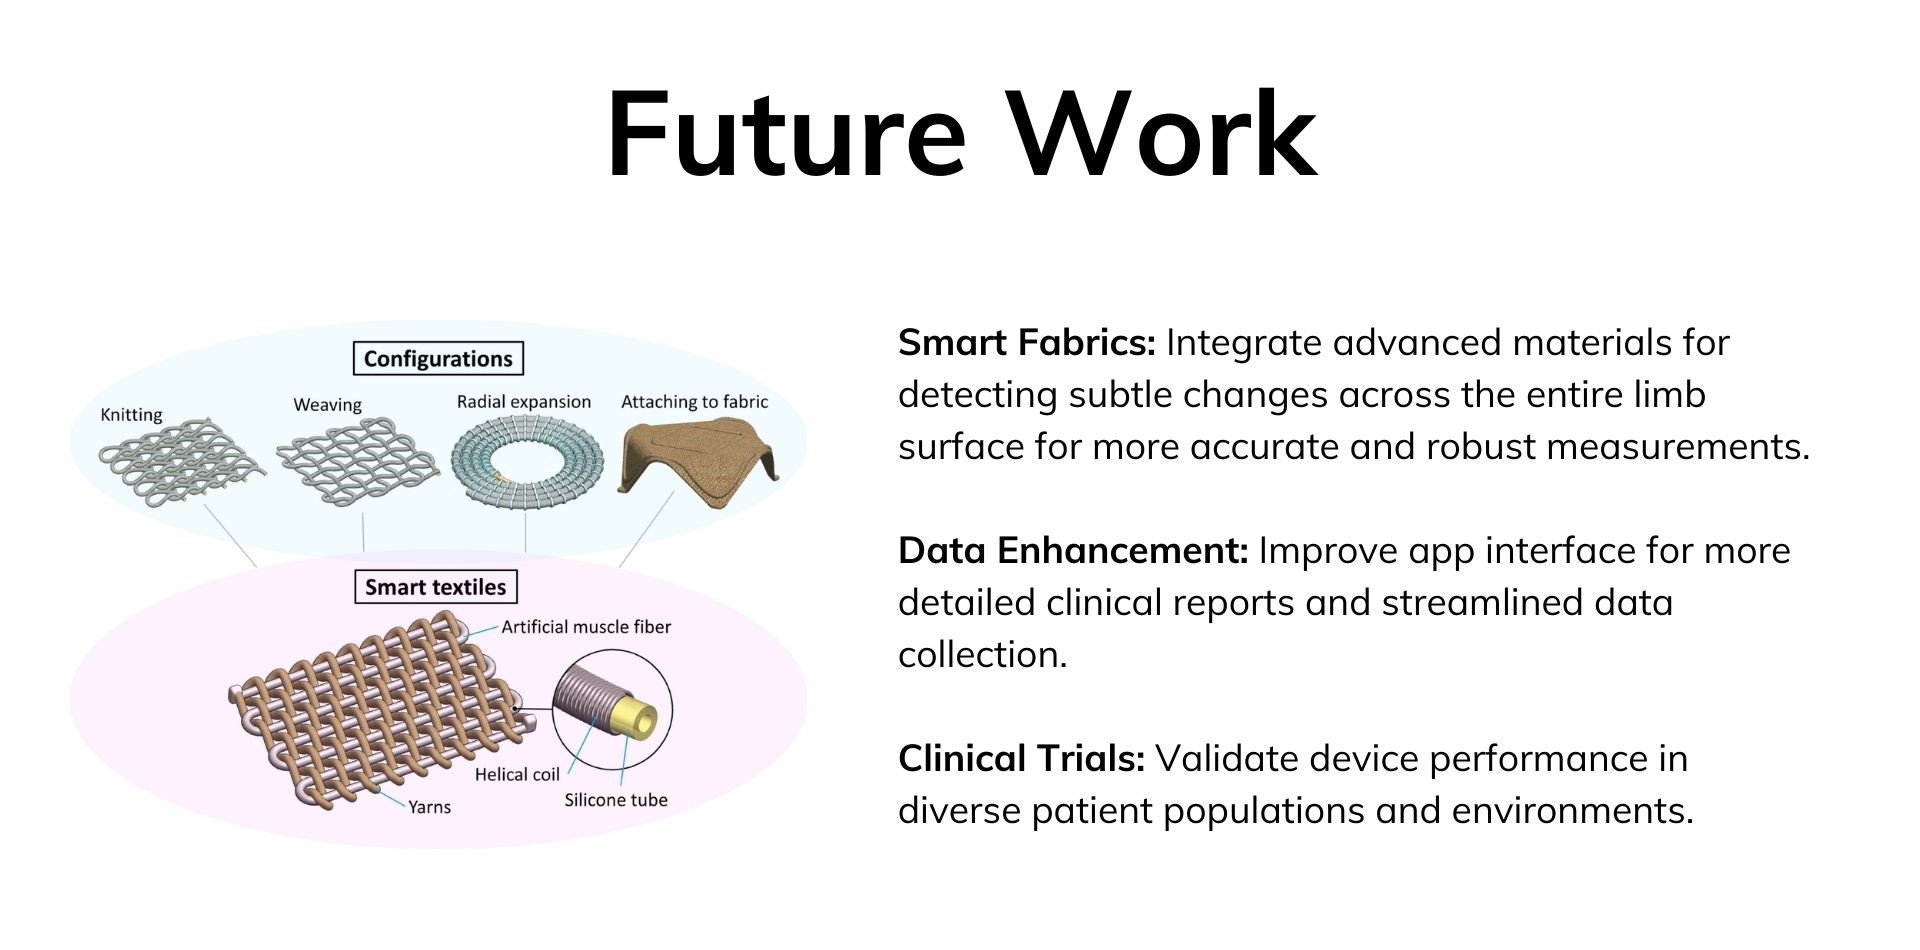 Future Work
Configurations
Knitting
Weaving
Radial expansion
Attaching to fabric
Smart textiles
Artificial muscle fiber
Helical coil
Silicone tube
Yarns
Smart Fabrics: Integrate advanced materials for
detecting subtle changes across the entire limb
surface for more accurate and robust measurements.
Data Enhancement: Improve app interface for more
detailed clinical reports and streamlined data
collection.
Clinical Trials: Validate device performance in
diverse patient populations and environments.